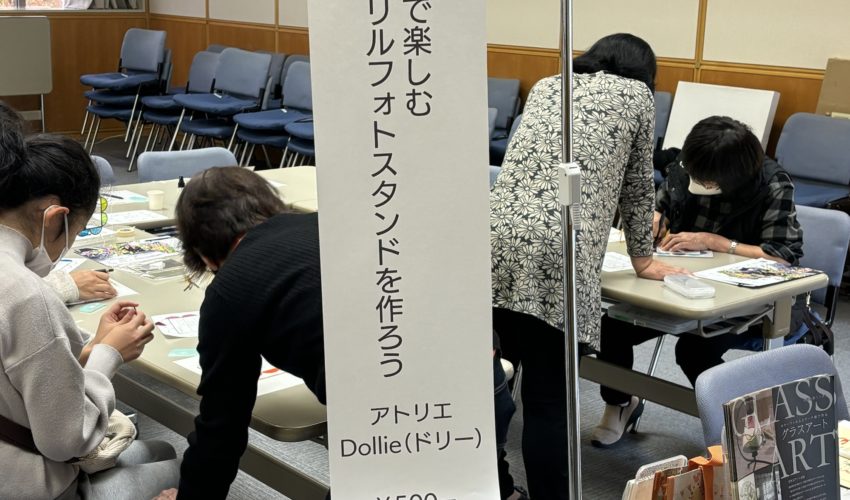 で楽しむ
リルフォトスタンドを作ろう
アトリエ
Dollie(ドリー)
¥500-
GLASS
グラスアート
ART